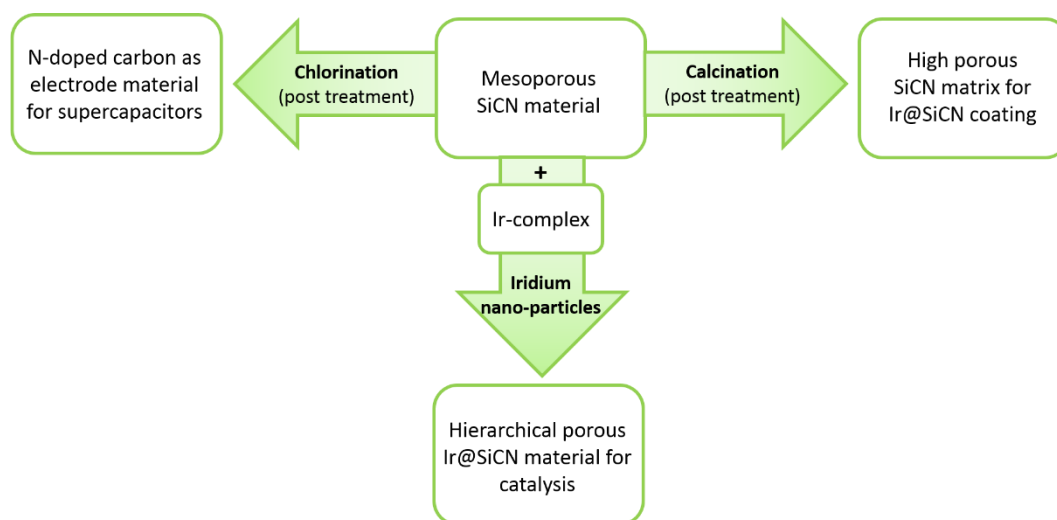 N-doped carbon as
electrode material
for supercapacitors
Chlorination
(post treatment)
Mesoporous
SiCN material
Calcination
(post treatment)
High porous
SiCN matrix for
Ir@SiCN coating
+
Ir-complex
Iridium
nano-particles
Hierarchical porous
Ir@SiCN material for
catalysis